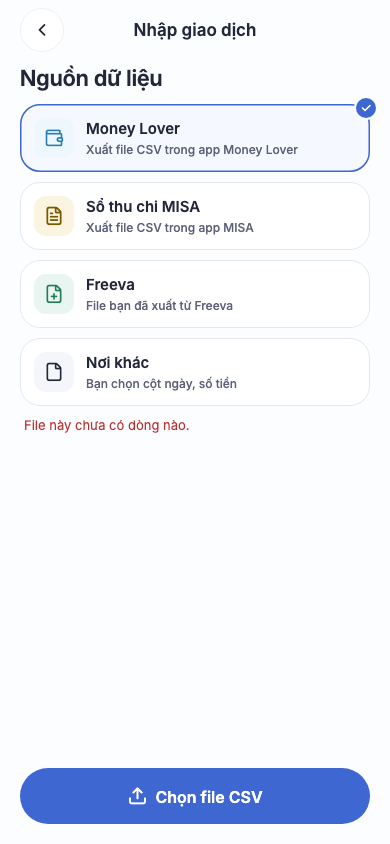 Nhập giao dịch
Nguồn dữ liệu
Money Lover
Xuất file CSV trong app Money Lover
Sổ thu chi MISA
Xuất file CSV trong app MISA
Freeva
File bạn đã xuất từ Freeva
Nơi khác
Bạn chọn cột ngày, số tiền
File này chưa có dòng nào.
Chọn file CSV